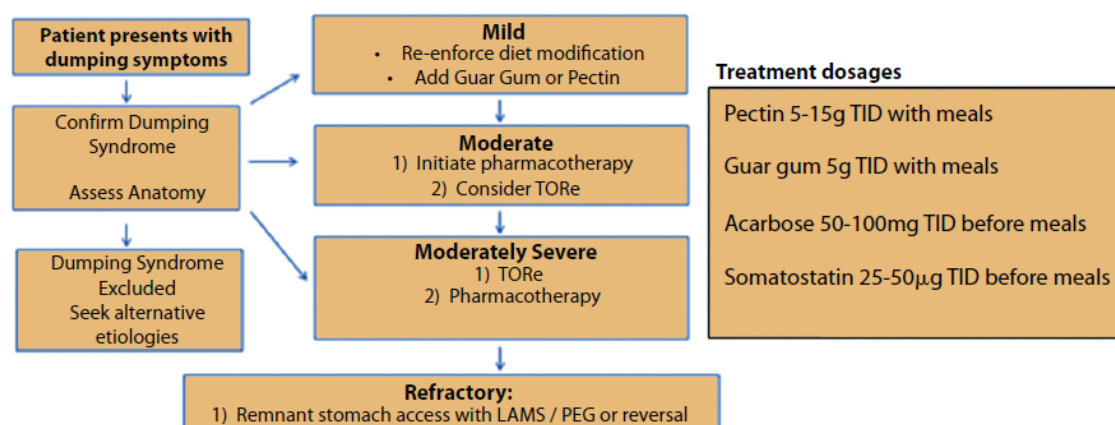 Patient presents with
dumping symptoms
Confirm Dumping
Syndrome
Assess Anatomy
Dumping Syndrome
Excluded
Seek alternative
etiologies
Mild
• Re-enforce diet modification
• Add Guar Gum or Pectin
Moderate
1) Initiate pharmacotherapy
2) Consider TORe
Moderately Severe
1) TORe
2) Pharmacotherapy
Refractory:
1) Remnant stomach access with LAMS / PEG or reversal
Treatment dosages
Pectin 5-15g TID with meals
Guar gum 5g TID with meals
Acarbose 50-100mg TID before meals
Somatostatin 25-50μg TID before meals